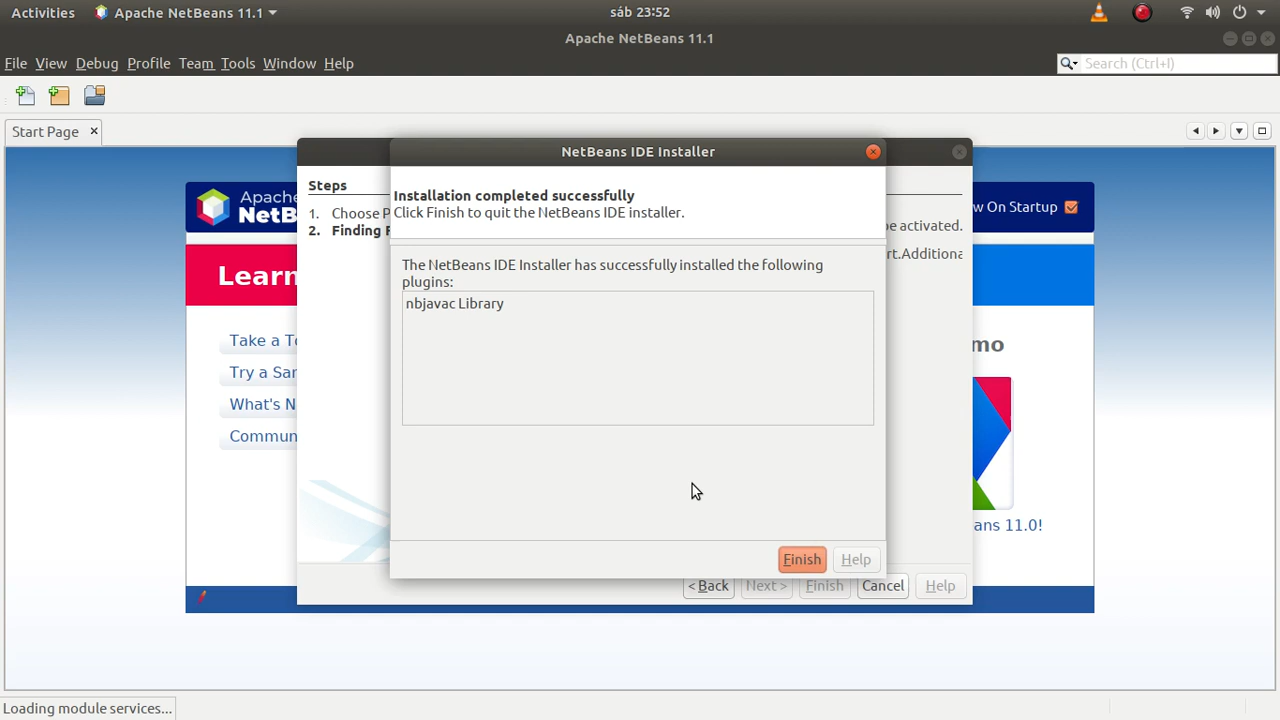 Activities
Apache NetBeans 11.1
sáb 23:52
Apache NetBeans 11.1
File View Debug Profile Team Tools Window Help
Search (Ctrl+I)
Start Page
NetBeans IDE Installer
Steps
1. Choose P
2. Finding
Installation completed successfully
Click Finish to quit the NetBeans IDE installer.
The NetBeans IDE Installer has successfully installed the following
plugins:
nbjavac Library
Finish Help
< Back Next > Finish Cancel Help
be activated.
rt.Additiona
Apache
NetB
w On Startup
Learn
Take a To
Try a Sar
What's N
Commun
mo
ans 11.0!
Loading module services...